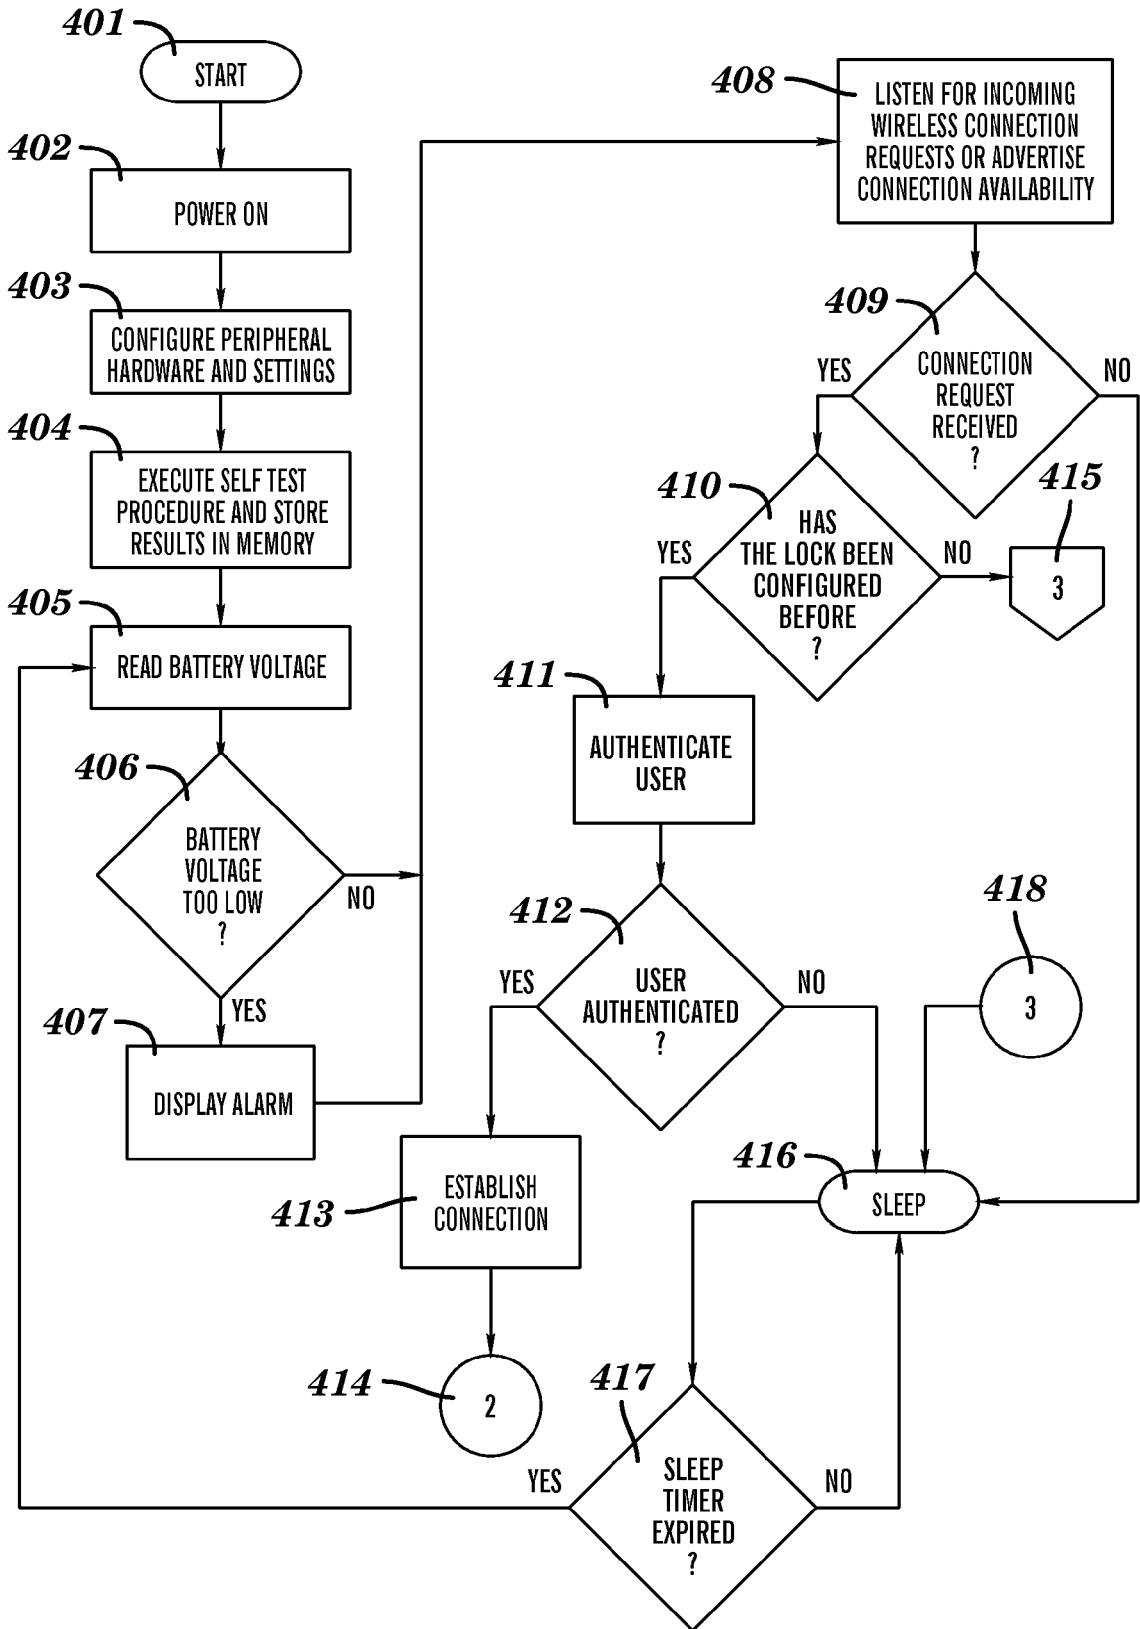 401
START
402
POWER ON
403
CONFIGURE PERIPHERAL
HARDWARE AND SETTINGS
404
EXECUTE SELF TEST
PROCEDURE AND STORE
RESULTS IN MEMORY
405
READ BATTERY VOLTAGE
406
BATTERY
VOLTAGE
TOO LOW
?
NO
YES
407
DISPLAY ALARM
408
LISTEN FOR INCOMING
WIRELESS CONNECTION
REQUESTS OR ADVERTISE
CONNECTION AVAILABILITY
409
YES
CONNECTION
REQUEST
RECEIVED
?
NO
410
YES
HAS
THE LOCK BEEN
CONFIGURED
BEFORE
?
NO
415
3
411
AUTHENTICATE
USER
412
YES
USER
AUTHENTICATED
?
NO
418
3
413
ESTABLISH
CONNECTION
416
SLEEP
414
2
417
YES
SLEEP
TIMER
EXPIRED
?
NO